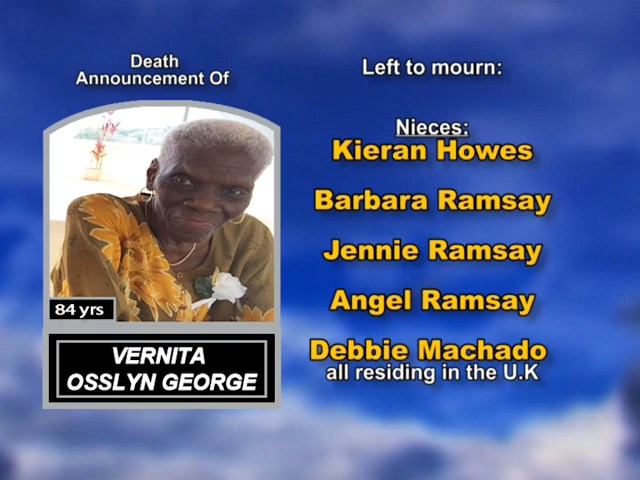 Death
Announcement Of
84 yrs
VERNITA
OSSLYN GEORGE
Left to mourn:
Nieces:
Kieran Howes
Barbara Ramsay
Jennie Ramsay
Angel Ramsay
Debbie Machado
all residing in the U.K